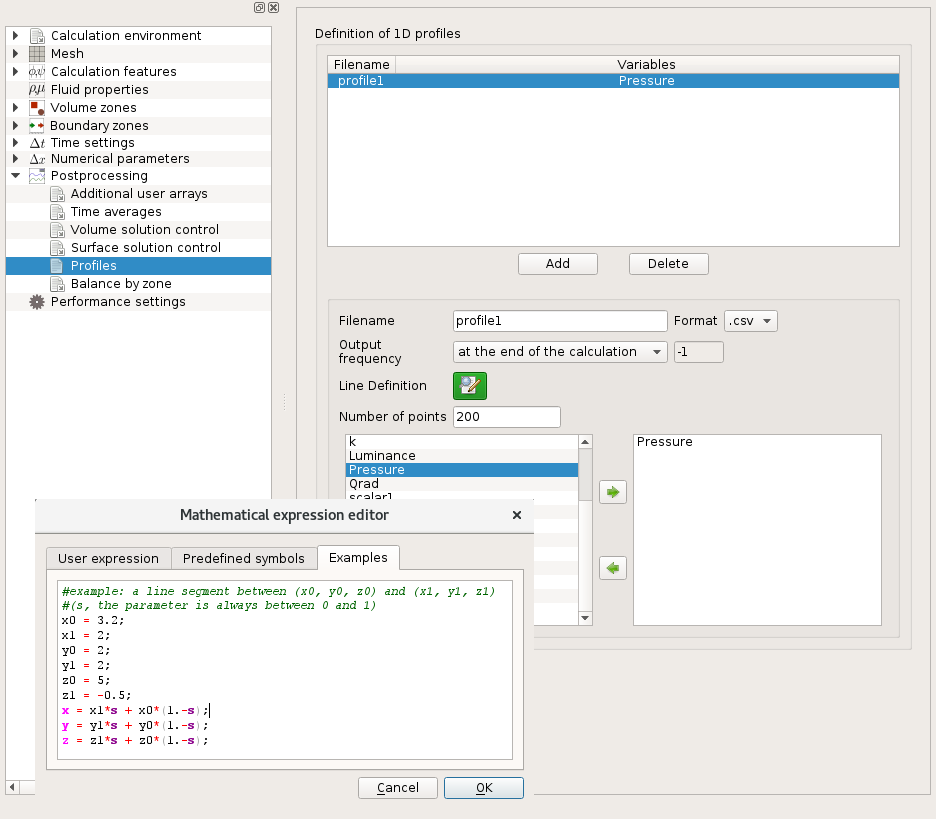 Calculation environment
Mesh
Calculation features
Fluid properties
Volume zones
Boundary zones
Δt Time settings
Δx Numerical parameters
Postprocessing
Additional user arrays
Time averages
Volume solution control
Surface solution control
Profiles
Balance by zone
Performance settings
Definition of 1D profiles
Filename Variables
profile1 Pressure
Add Delete
Filename profile1 Format .csv
Output
frequency at the end of the calculation -1
Line Definition
Number of points 200
k
Luminance
Pressure
Qrad
scalar1
Pressure
Mathematical expression editor
User expression Predefined symbols Examples
#example: a line segment between (x0, y0, z0) and (x1, y1, z1)
#(s, the parameter is always between 0 and 1)
x0 = 3.2;
x1 = 2;
y0 = 2;
y1 = 2;
z0 = 5;
z1 = -0.5;
x = x1*s + x0*(1.-s);
y = y1*s + y0*(1.-s);
z = z1*s + z0*(1.-s);
Cancel OK